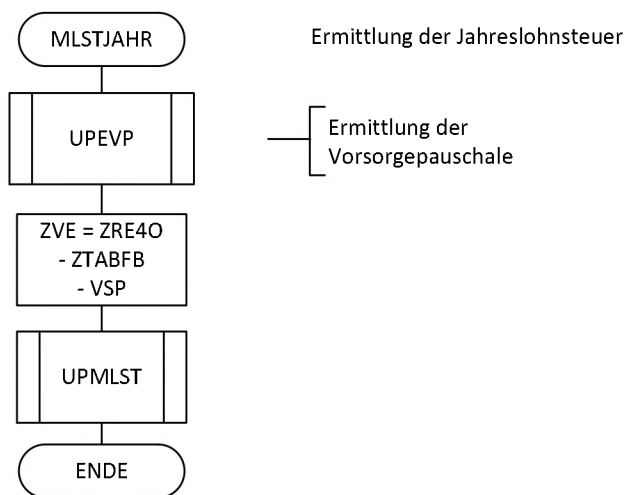 MLSTJAHR
Ermittlung der Jahreslohnsteuer
UPEVP
Ermittlung der
Vorsorgepauschale
ZVE = ZRE4O
- ZTABFB
- VSP
UPMLST
ENDE